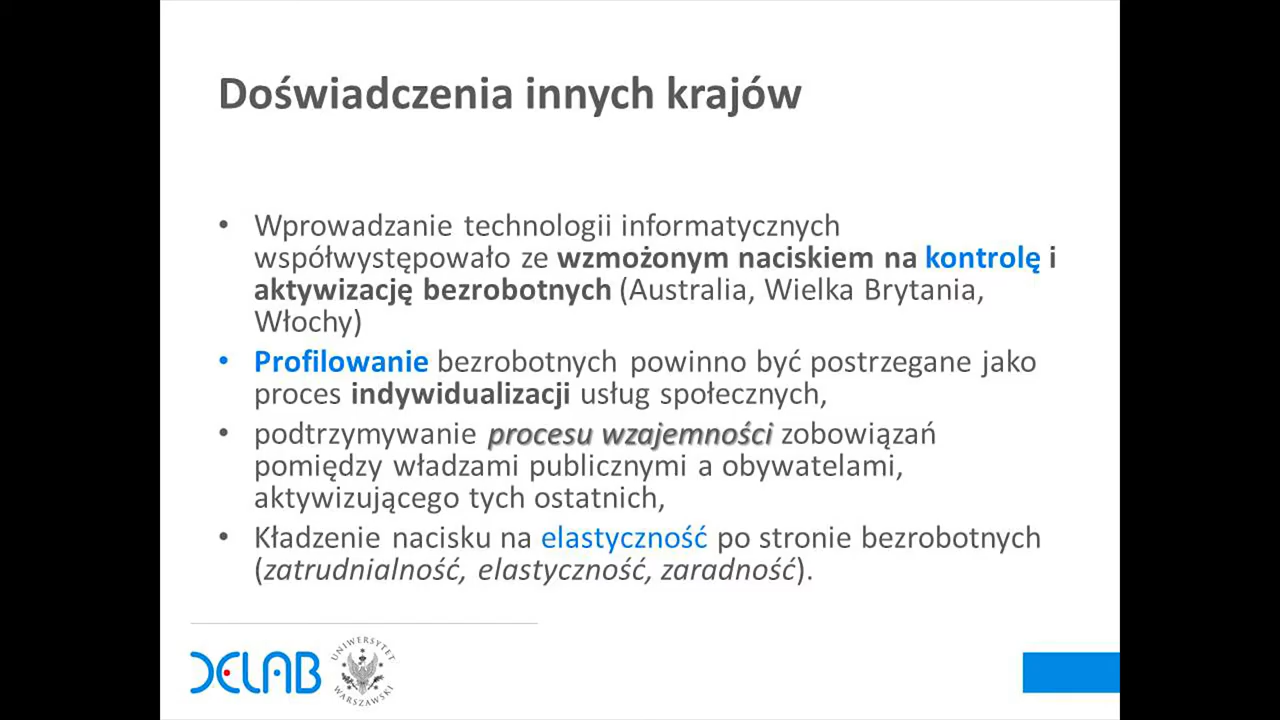 Doświadczenia innych krajów
• Wprowadzanie technologii informatycznych
współwystępowało ze wzmożonym naciskiem na kontrolę i
aktywizację bezrobotnych (Australia, Wielka Brytania,
Włochy)
• Profilowanie bezrobotnych powinno być postrzegane jako
proces indywidualizacji usług społecznych,
• podtrzymywanie procesu wzajemności zobowiązań
pomiędzy władzami publicznymi a obywatelami,
aktywizującego tych ostatnich,
• Kładzenie nacisku na elastyczność po stronie bezrobotnych
(zatrudnialność, elastyczność, zaradność).
DELAB
UNIWERSYTET
WARSZAWSKI